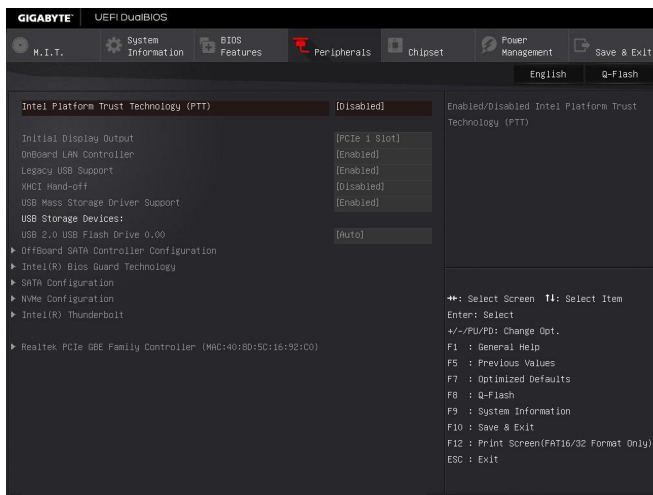 GIGABYTE™ UEFI DualBIOS
M.I.T.
System Information
BIOS Features
Peripherals
Chipset
Power Management
Save & Exit
English Q-Flash
Intel Platform Trust Technology (PTT) [Disabled]
Initial Display Output [PCIe 1 Slot]
OnBoard LAN Controller [Enabled]
Legacy USB Support [Enabled]
XHCI Hand-off [Disabled]
USB Mass Storage Driver Support [Enabled]
USB Storage Devices:
USB 2.0 USB Flash Drive 0.00 [Auto]
OffBoard SATA Controller Configuration
Intel(R) Bios Guard Technology
SATA Configuration
NVMe Configuration
Intel(R) Thunderbolt
Realtek PCIe GBE Family Controller (MAC:40:8D:5C:16:92:C0)
Enabled/Disabled Intel Platform Trust
Technology (PTT)
→←: Select Screen ↑↓: Select Item
Enter: Select
+/-/PU/PD: Change Opt.
F1 : General Help
F5 : Previous Values
F7 : Optimized Defaults
F8 : Q-Flash
F9 : System Information
F10 : Save & Exit
F12 : Print Screen(FAT16/32 Format Only)
ESC : Exit